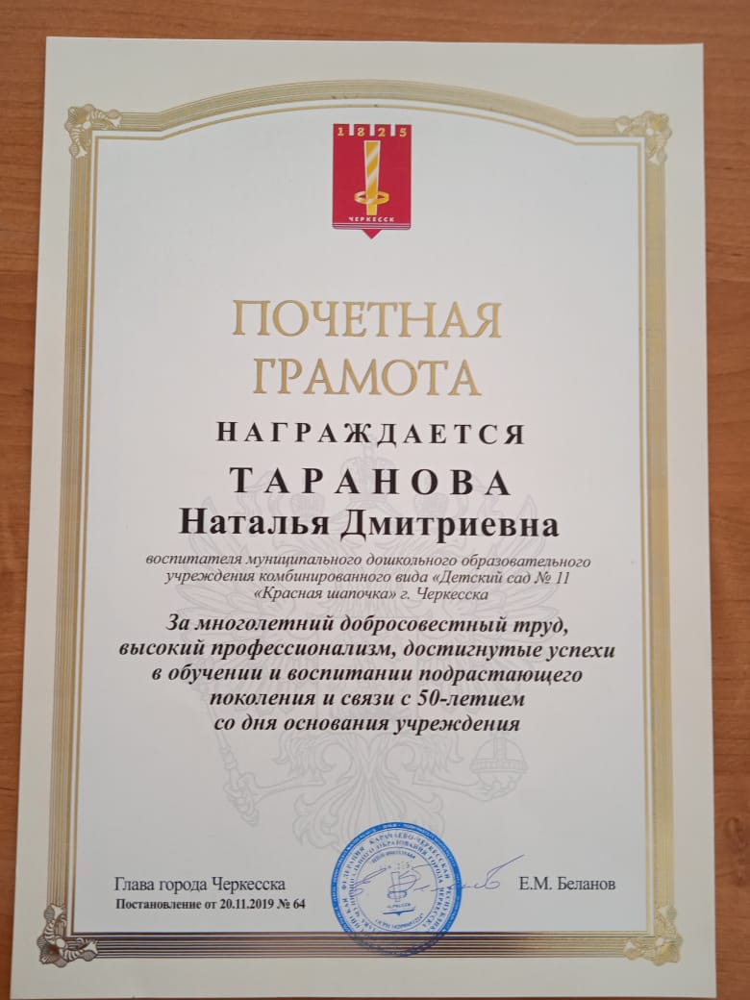 1825
ЧЕРКЕССК
ПОЧЕТНАЯ
ГРАМОТА
НАГРАЖДАЕТСЯ
ТАРАНОВА
Наталья Дмитриевна
воспитателя муниципального дошкольного образовательного
учреждения комбинированного вида «Детский сад № 11
«Красная шапочка» г. Черкесска
За многолетний добросовестный труд,
высокий профессионализм, достигнутые успехи
в обучении и воспитании подрастающего
поколения и связи с 50-летием
со дня основания учреждения
Глава города Черкесска
Е.М. Беланов
Постановление от 20.11.2019 № 64